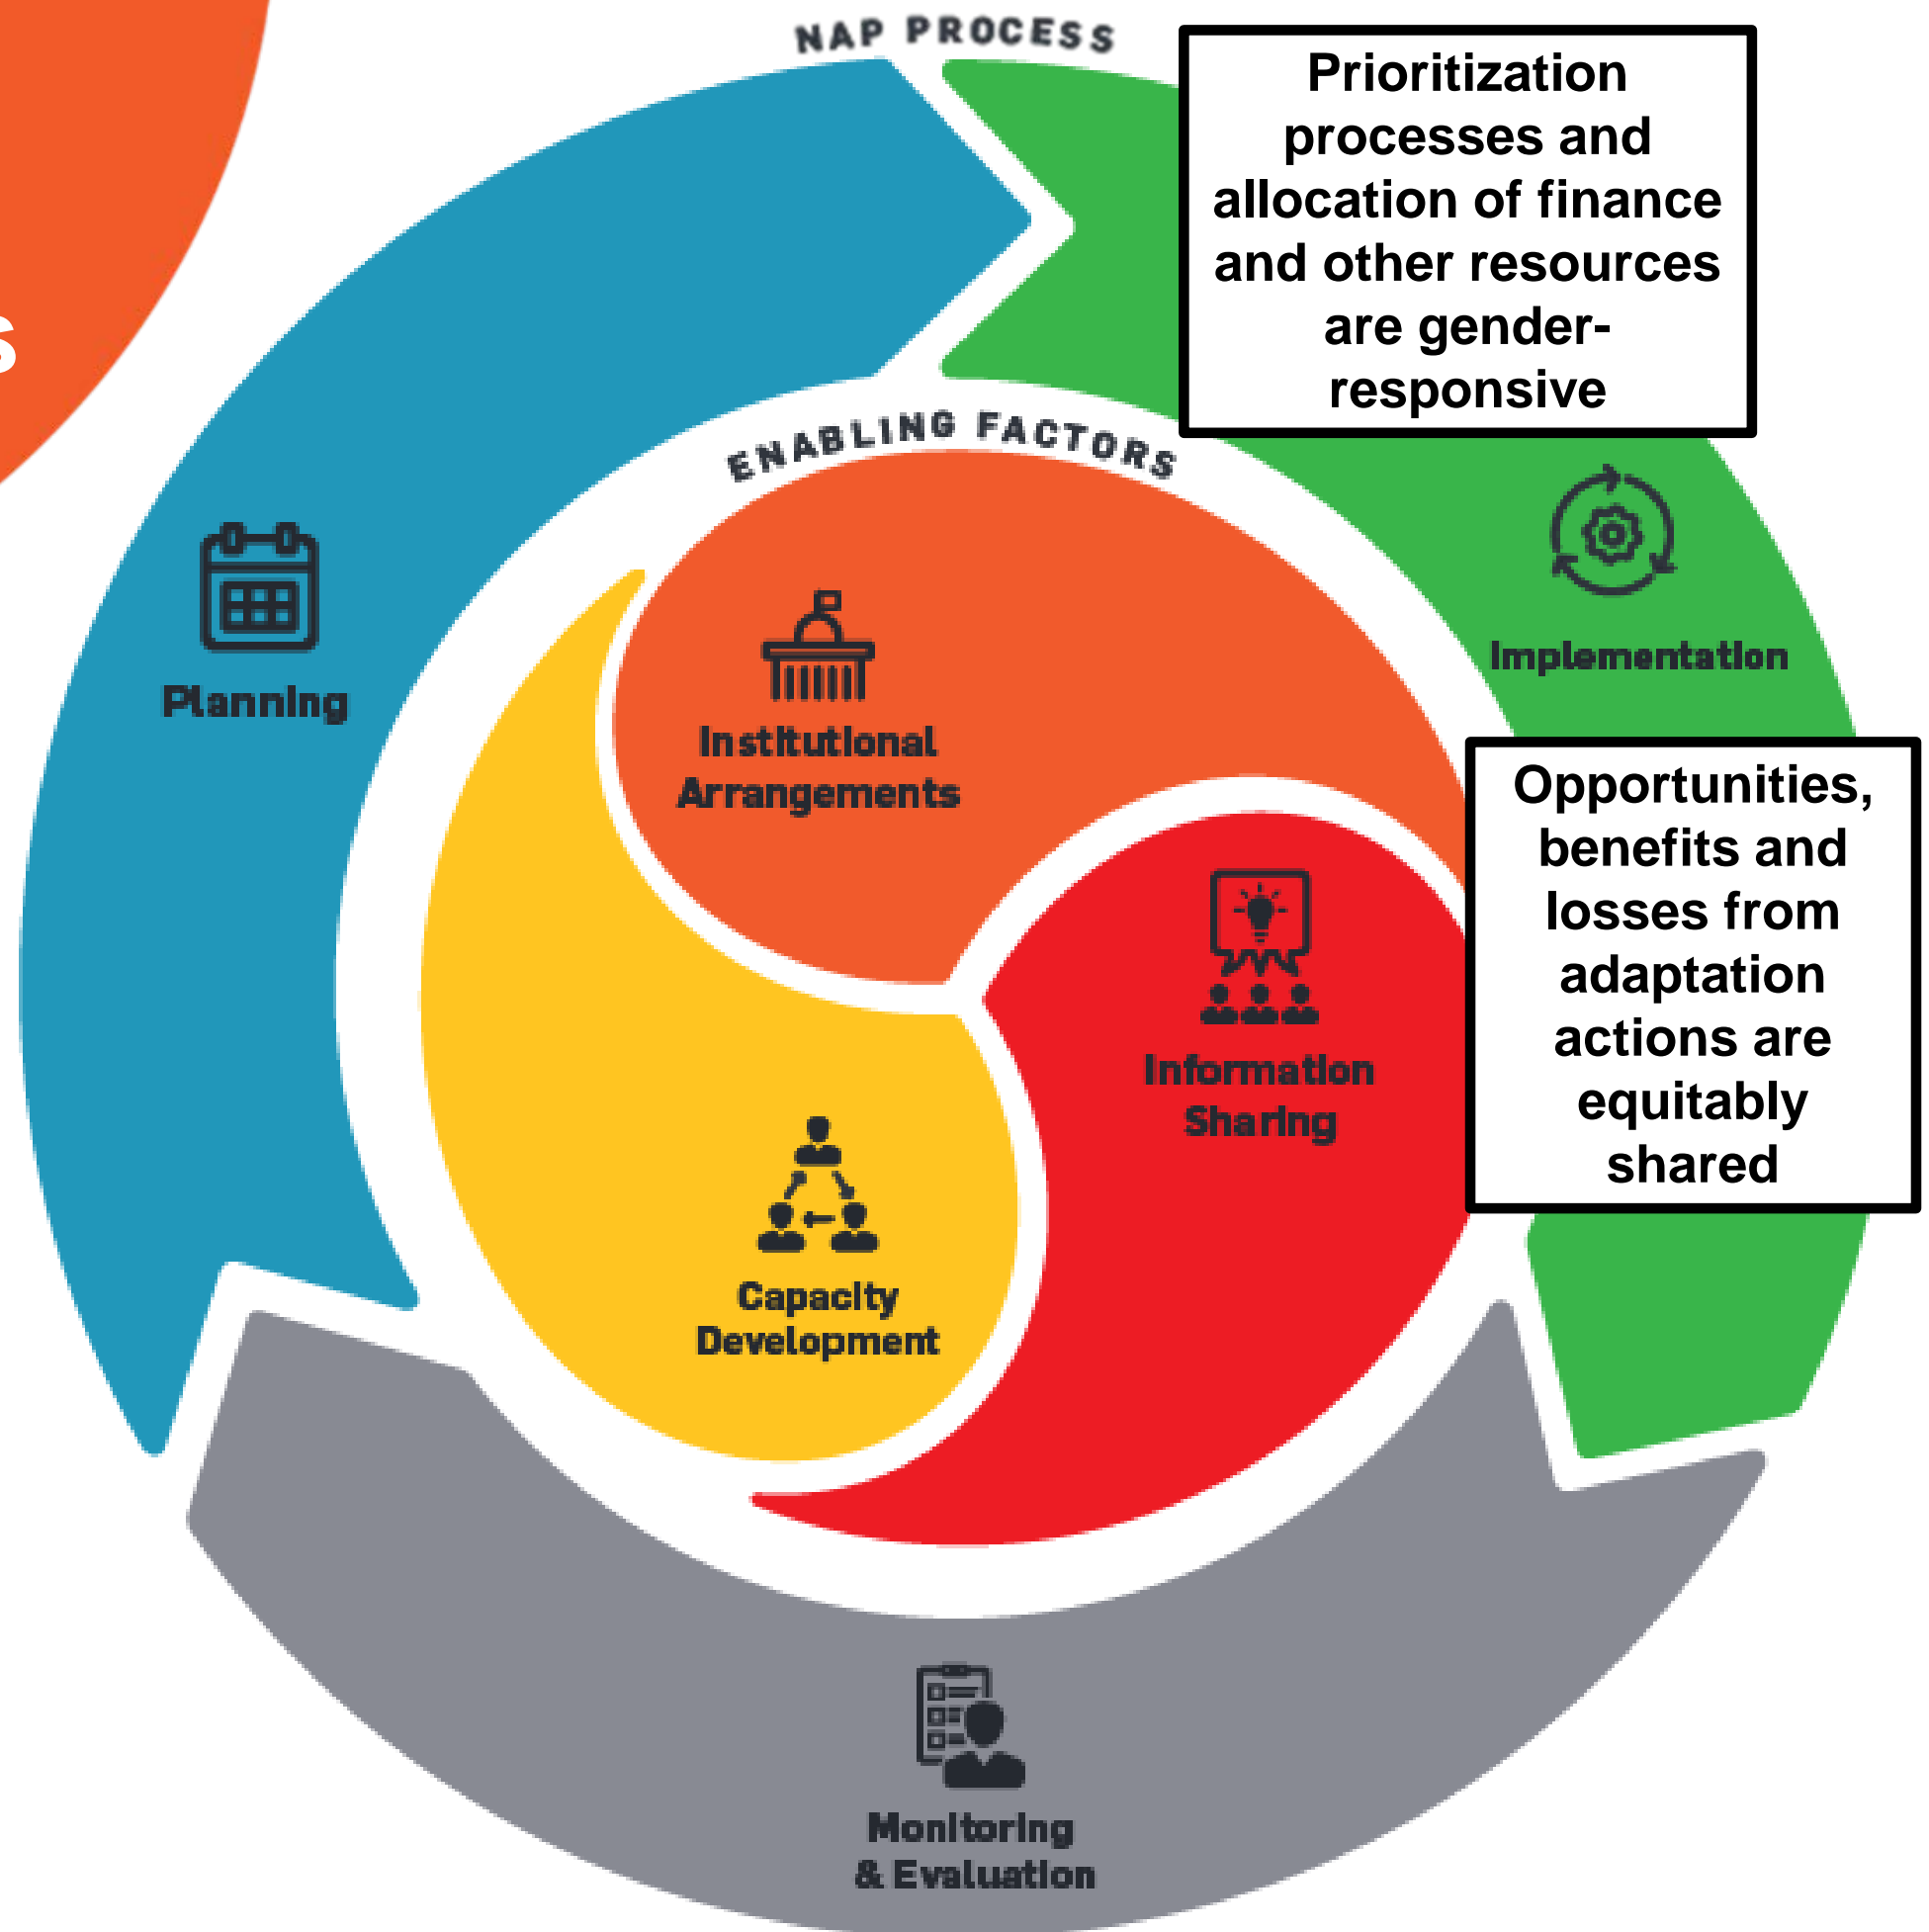 NAP PROCESS
Prioritization
processes and
allocation of finance
and other resources
are gender-
responsive
s
ENABLING FACTORS
Implementation
Planning
Institutional
Arrangements
Opportunities,
benefits and
losses from
adaptation
actions are
equitably
shared
Information
Sharing
Capacity
Development
Monitoring
& Evaluation